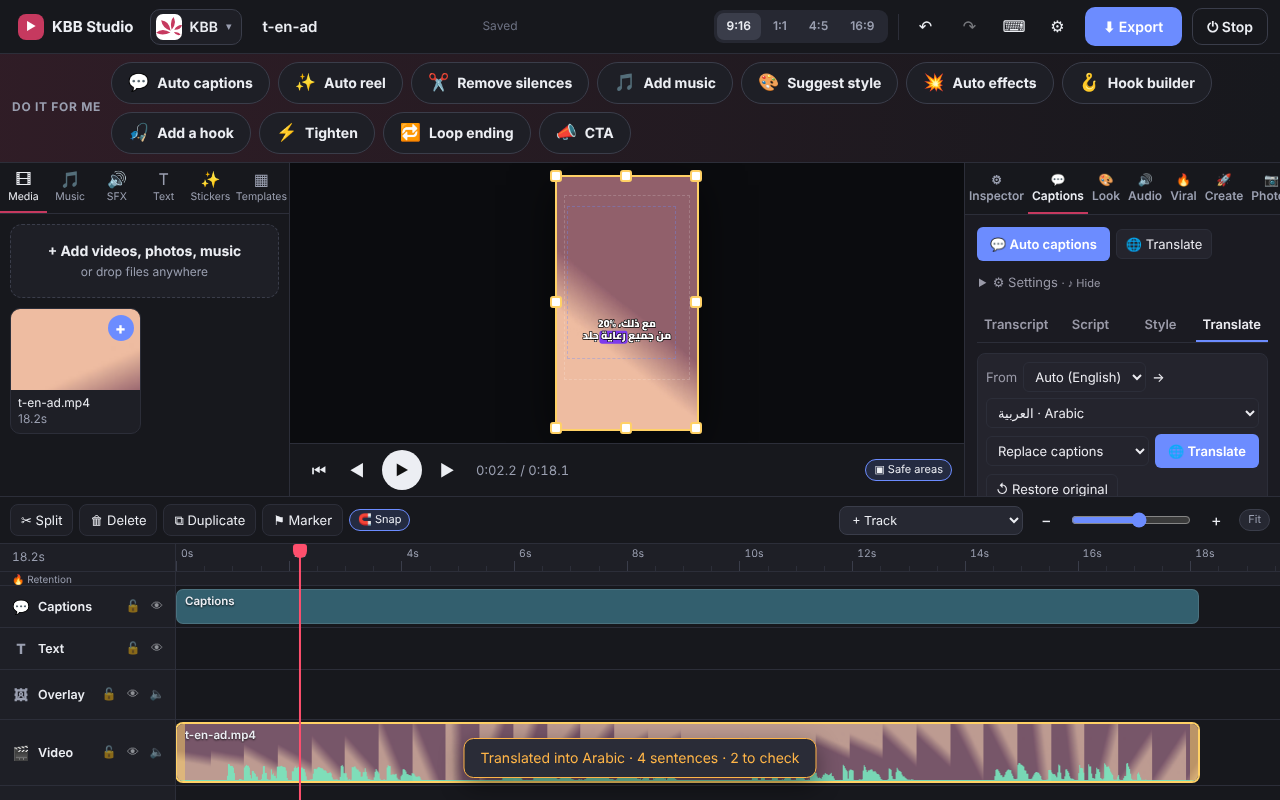 KBB Studio
KBB
t-en-ad
Saved
9:16
1:1
4:5
16:9
Export
Stop
DO IT FOR ME
Auto captions
Auto reel
Remove silences
Add music
Suggest style
Auto effects
Hook builder
Add a hook
Tighten
Loop ending
CTA
Media
Music
SFX
Text
Stickers
Templates
+ Add videos, photos, music
or drop files anywhere
t-en-ad.mp4
18.2s
مع ذلك، 20%
من جميع رعاية جلد
0:02.2 / 0:18.1
Safe areas
Inspector
Captions
Look
Audio
Viral
Create
Photo
Auto captions
Translate
Settings · ♪ Hide
Transcript
Script
Style
Translate
From
Auto (English)
→
العربية · Arabic
Replace captions
Translate
Restore original
Split
Delete
Duplicate
Marker
Snap
+ Track
−
+
Fit
18.2s
0s
4s
6s
8s
10s
12s
14s
16s
18s
Retention
Captions
Captions
T Text
Overlay
Video
t-en-ad.mp4
Translated into Arabic · 4 sentences · 2 to check